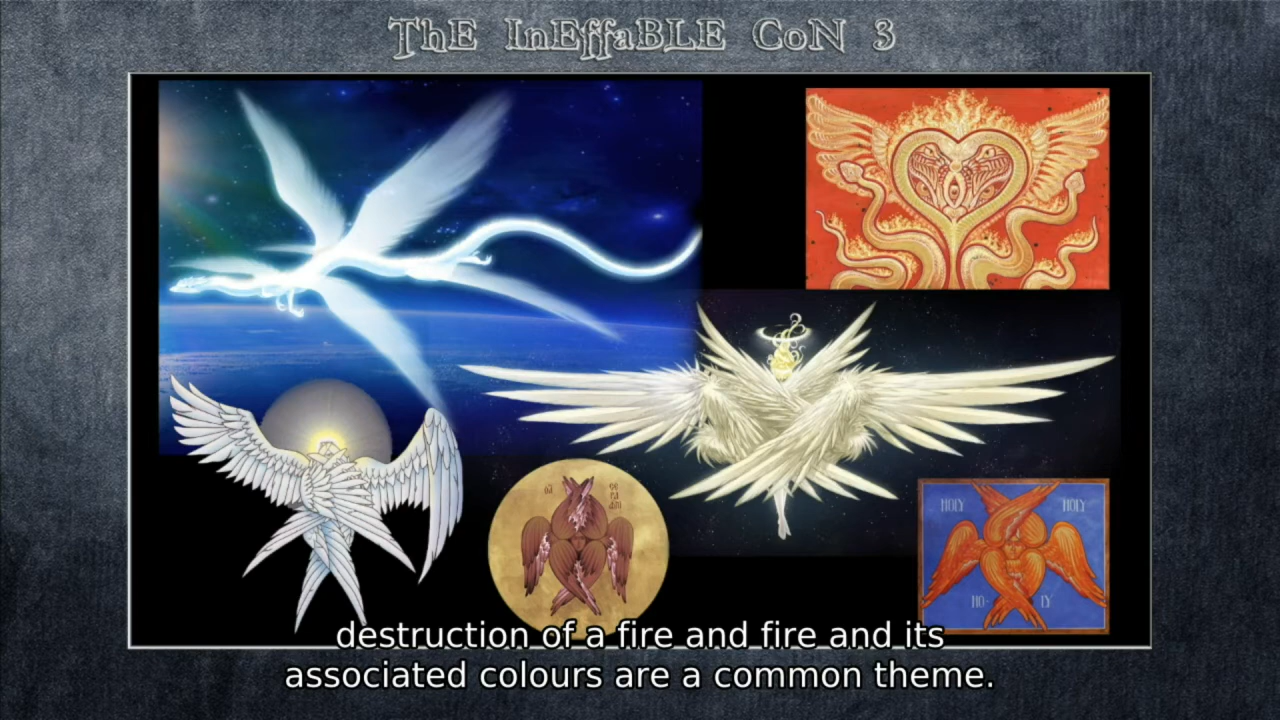 ThE InEffaBLE CoN 3
HOLY HOLY
HO- LY
destruction of a fire and fire and its
associated colours are a common theme.